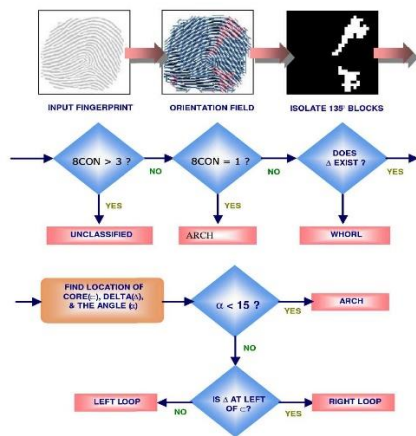 INPUT FINGERPRINT
ORIENTATION FIELD
ISOLATE 135° BLOCKS
8CON > 3 ?
NO
8CON = 1 ?
NO
DOES
Δ EXIST ?
YES
YES
YES
UNCLASSIFIED
ARCH
WHORL
FIND LOCATION OF
CORE(⊂), DELTA(Δ),
& THE ANGLE (α)
α < 15 ?
YES
ARCH
NO
LEFT LOOP
NO
IS Δ AT LEFT
OF ⊂?
YES
RIGHT LOOP